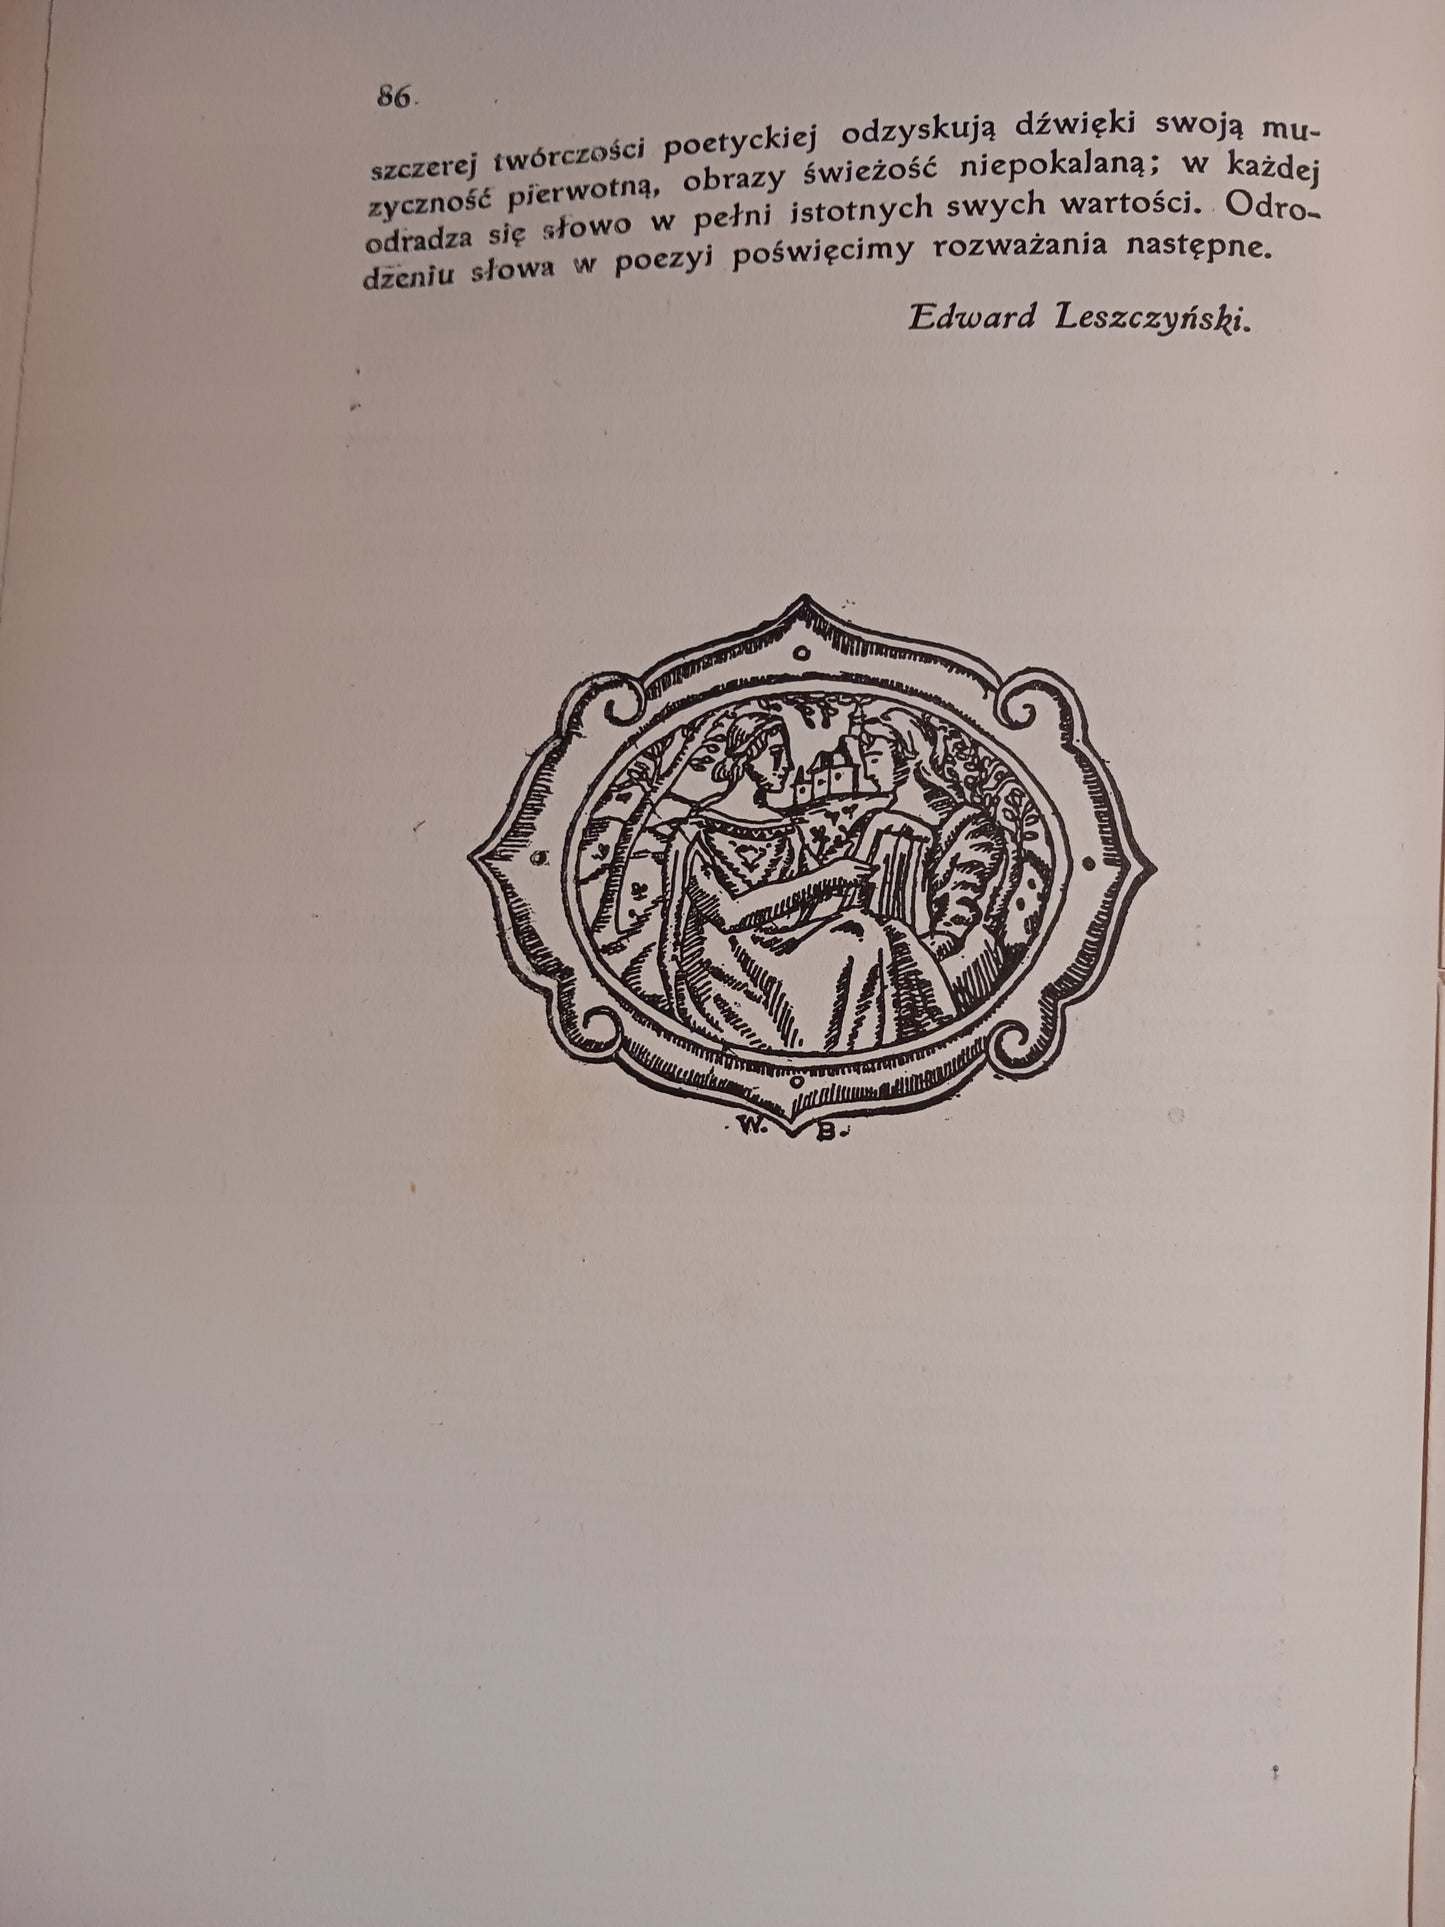 86.
szczerej twórczości poetyckiej odzyskują dźwięki swoją mu-
zyczność pierwotną, obrazy świeżość niepokalaną; w każdej
odradza się słowo w pełni istotnych swych wartości. Odro-
dzeniu słowa w poezyi poświęcimy rozważania następne.
Edward Leszczyński.
W. B.